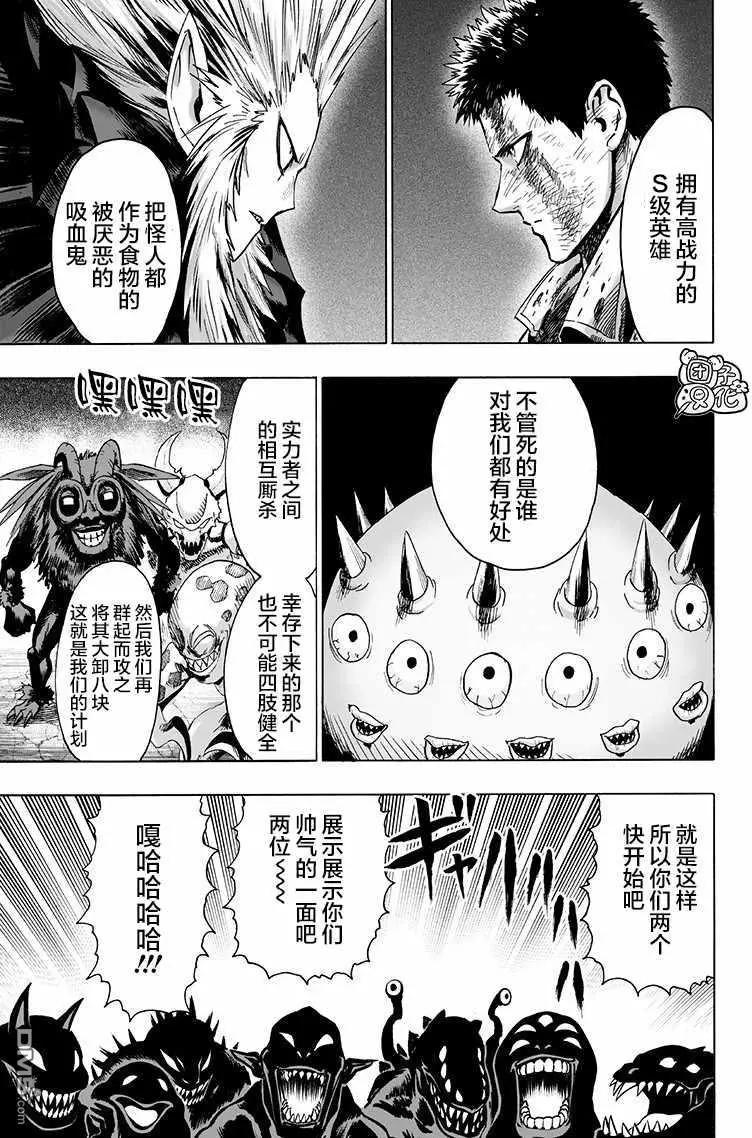 拥有高战力的
S级英雄
把怪人都
作为食物的
被厌恶的
吸血鬼
团子汉化
不管死的是谁
对我们都有好处
实力者之间
的相互厮杀
嘿嘿嘿
幸存下来的那个
也不可能四肢健全
然后我们再
群起而攻之
将其大卸八块
这就是我们的计划
就是这样
所以你们两个
快开始吧
ギャハハハハ
展示展示你们
帅气的一面吧
两位～～
嘎哈哈哈哈!!!